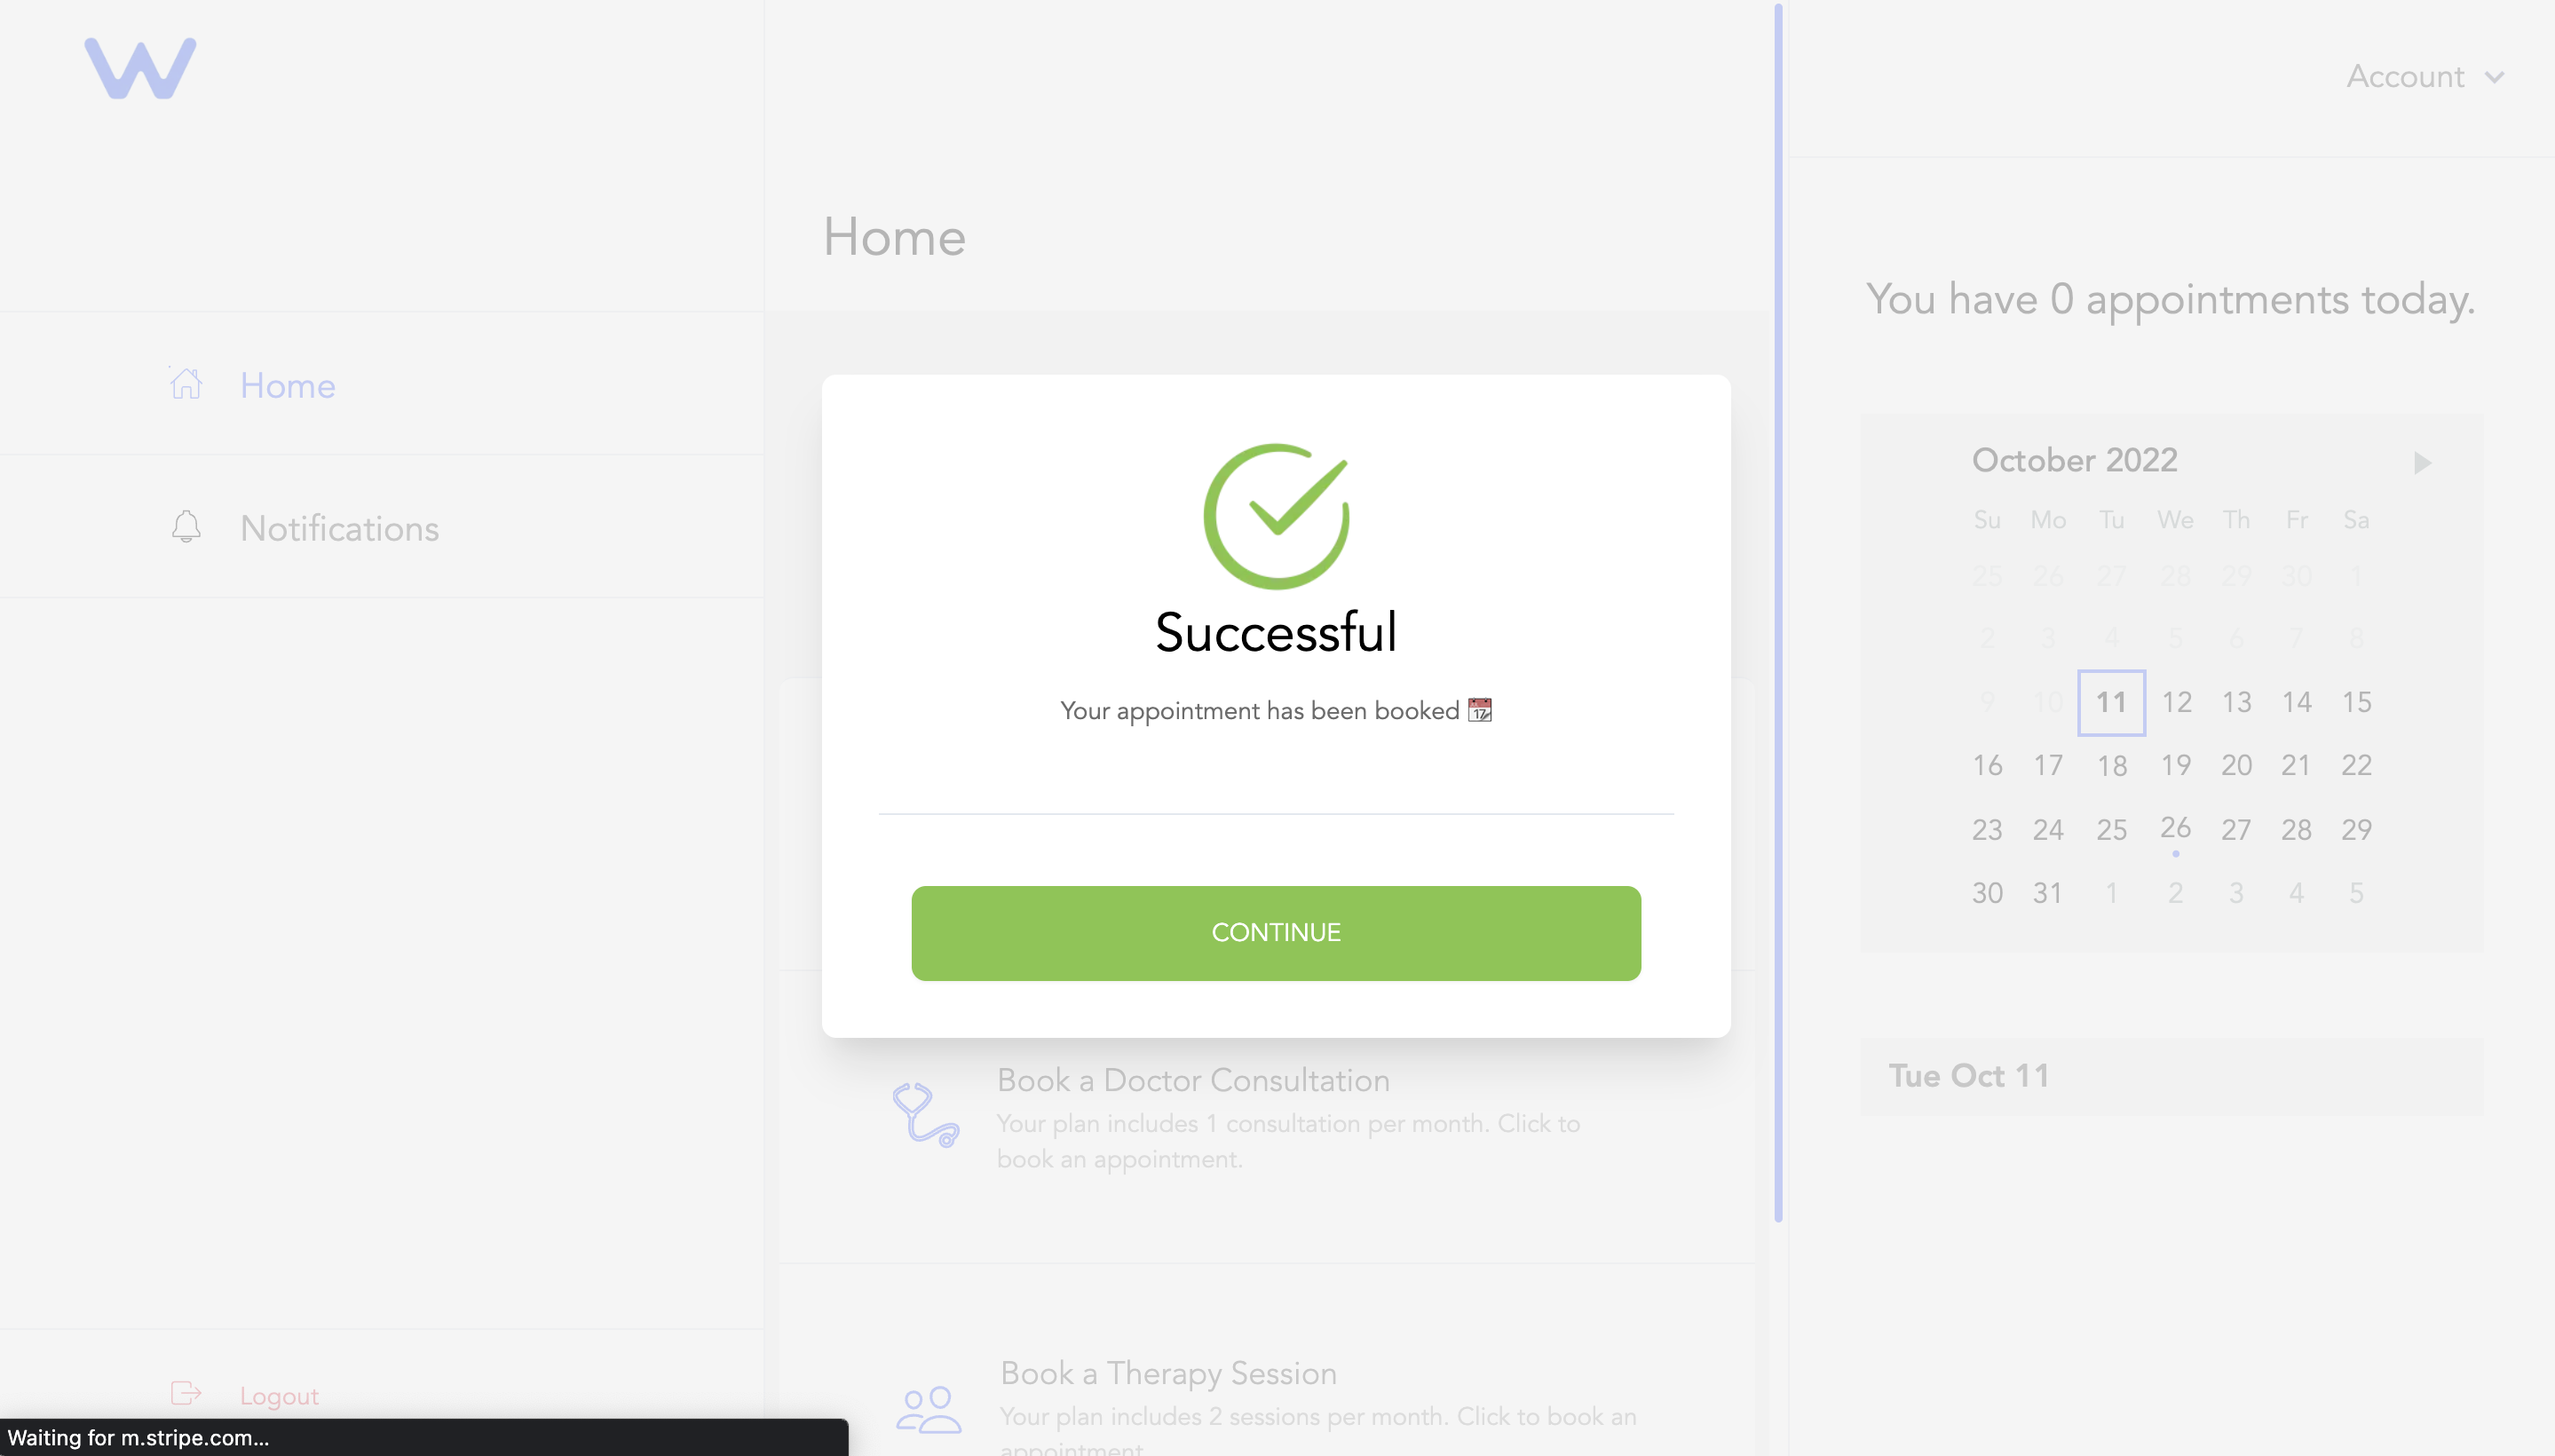 W
Account
Home
You have 0 appointments today.
Home
Notifications
October 2022
Su Mo Tu We Th Fr Sa
25 26 27 28 29 30 1
2 3 4 5 6 7 8
9 10 11 12 13 14 15
16 17 18 19 20 21 22
23 24 25 26 27 28 29
30 31 1 2 3 4 5
Tue Oct 11
Successful
Your appointment has been booked 📆
CONTINUE
Book a Doctor Consultation
Your plan includes 1 consultation per month. Click to
book an appointment.
Book a Therapy Session
Your plan includes 2 sessions per month. Click to book an
appointment
Logout
Waiting for m.stripe.com...